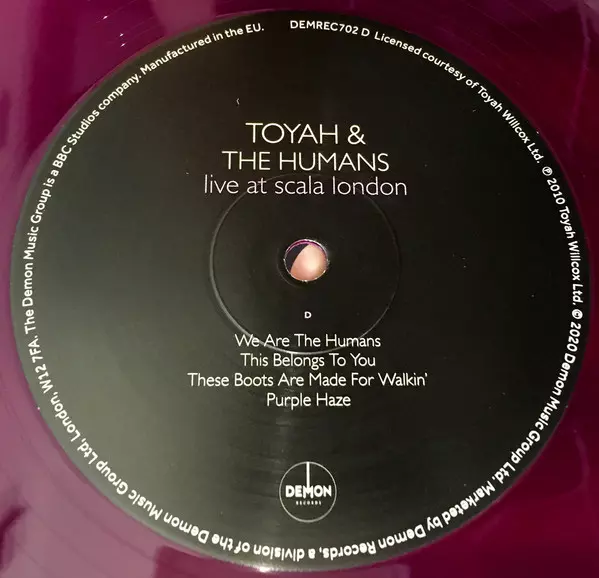 DEMREC702 D Licensed courtesy of Toyah Willcox Ltd. ℗ 2010 Toyah Willcox Ltd. © 2020 Demon Music Group Ltd. Marketed by Demon Records, a division of the Demon Music Group Ltd, London, W12 7FA. The Demon Music Group is a BBC Studios company. Manufactured in the EU.
TOYAH &
THE HUMANS
live at scala london
D
We Are The Humans
This Belongs To You
These Boots Are Made For Walkin'
Purple Haze
DEMON
RECORDS